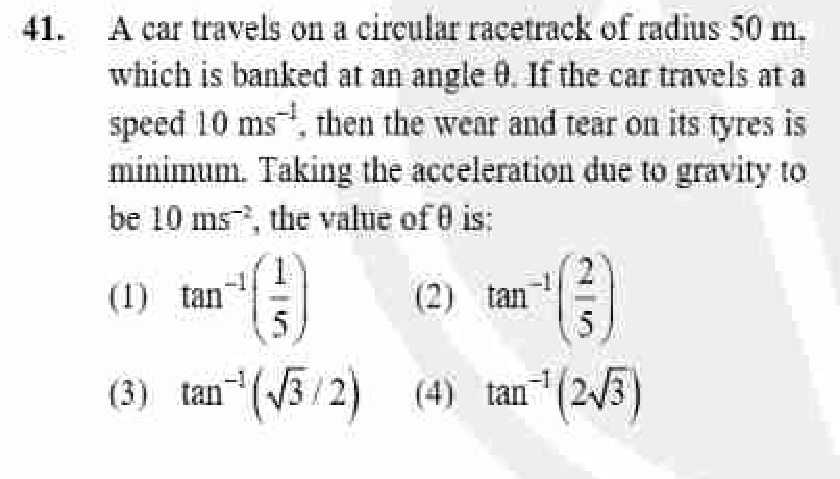 41. A car travels on a circular racetrack of radius 50 m,
which is banked at an angle θ. If the car travels at a
speed 10 ms⁻¹, then the wear and tear on its tyres is
minimum. Taking the acceleration due to gravity to
be 10 ms⁻², the value of θ is:
(1) tan⁻¹(1/5) (2) tan⁻¹(2/5)
(3) tan⁻¹(√3 / 2) (4) tan⁻¹(2√3)